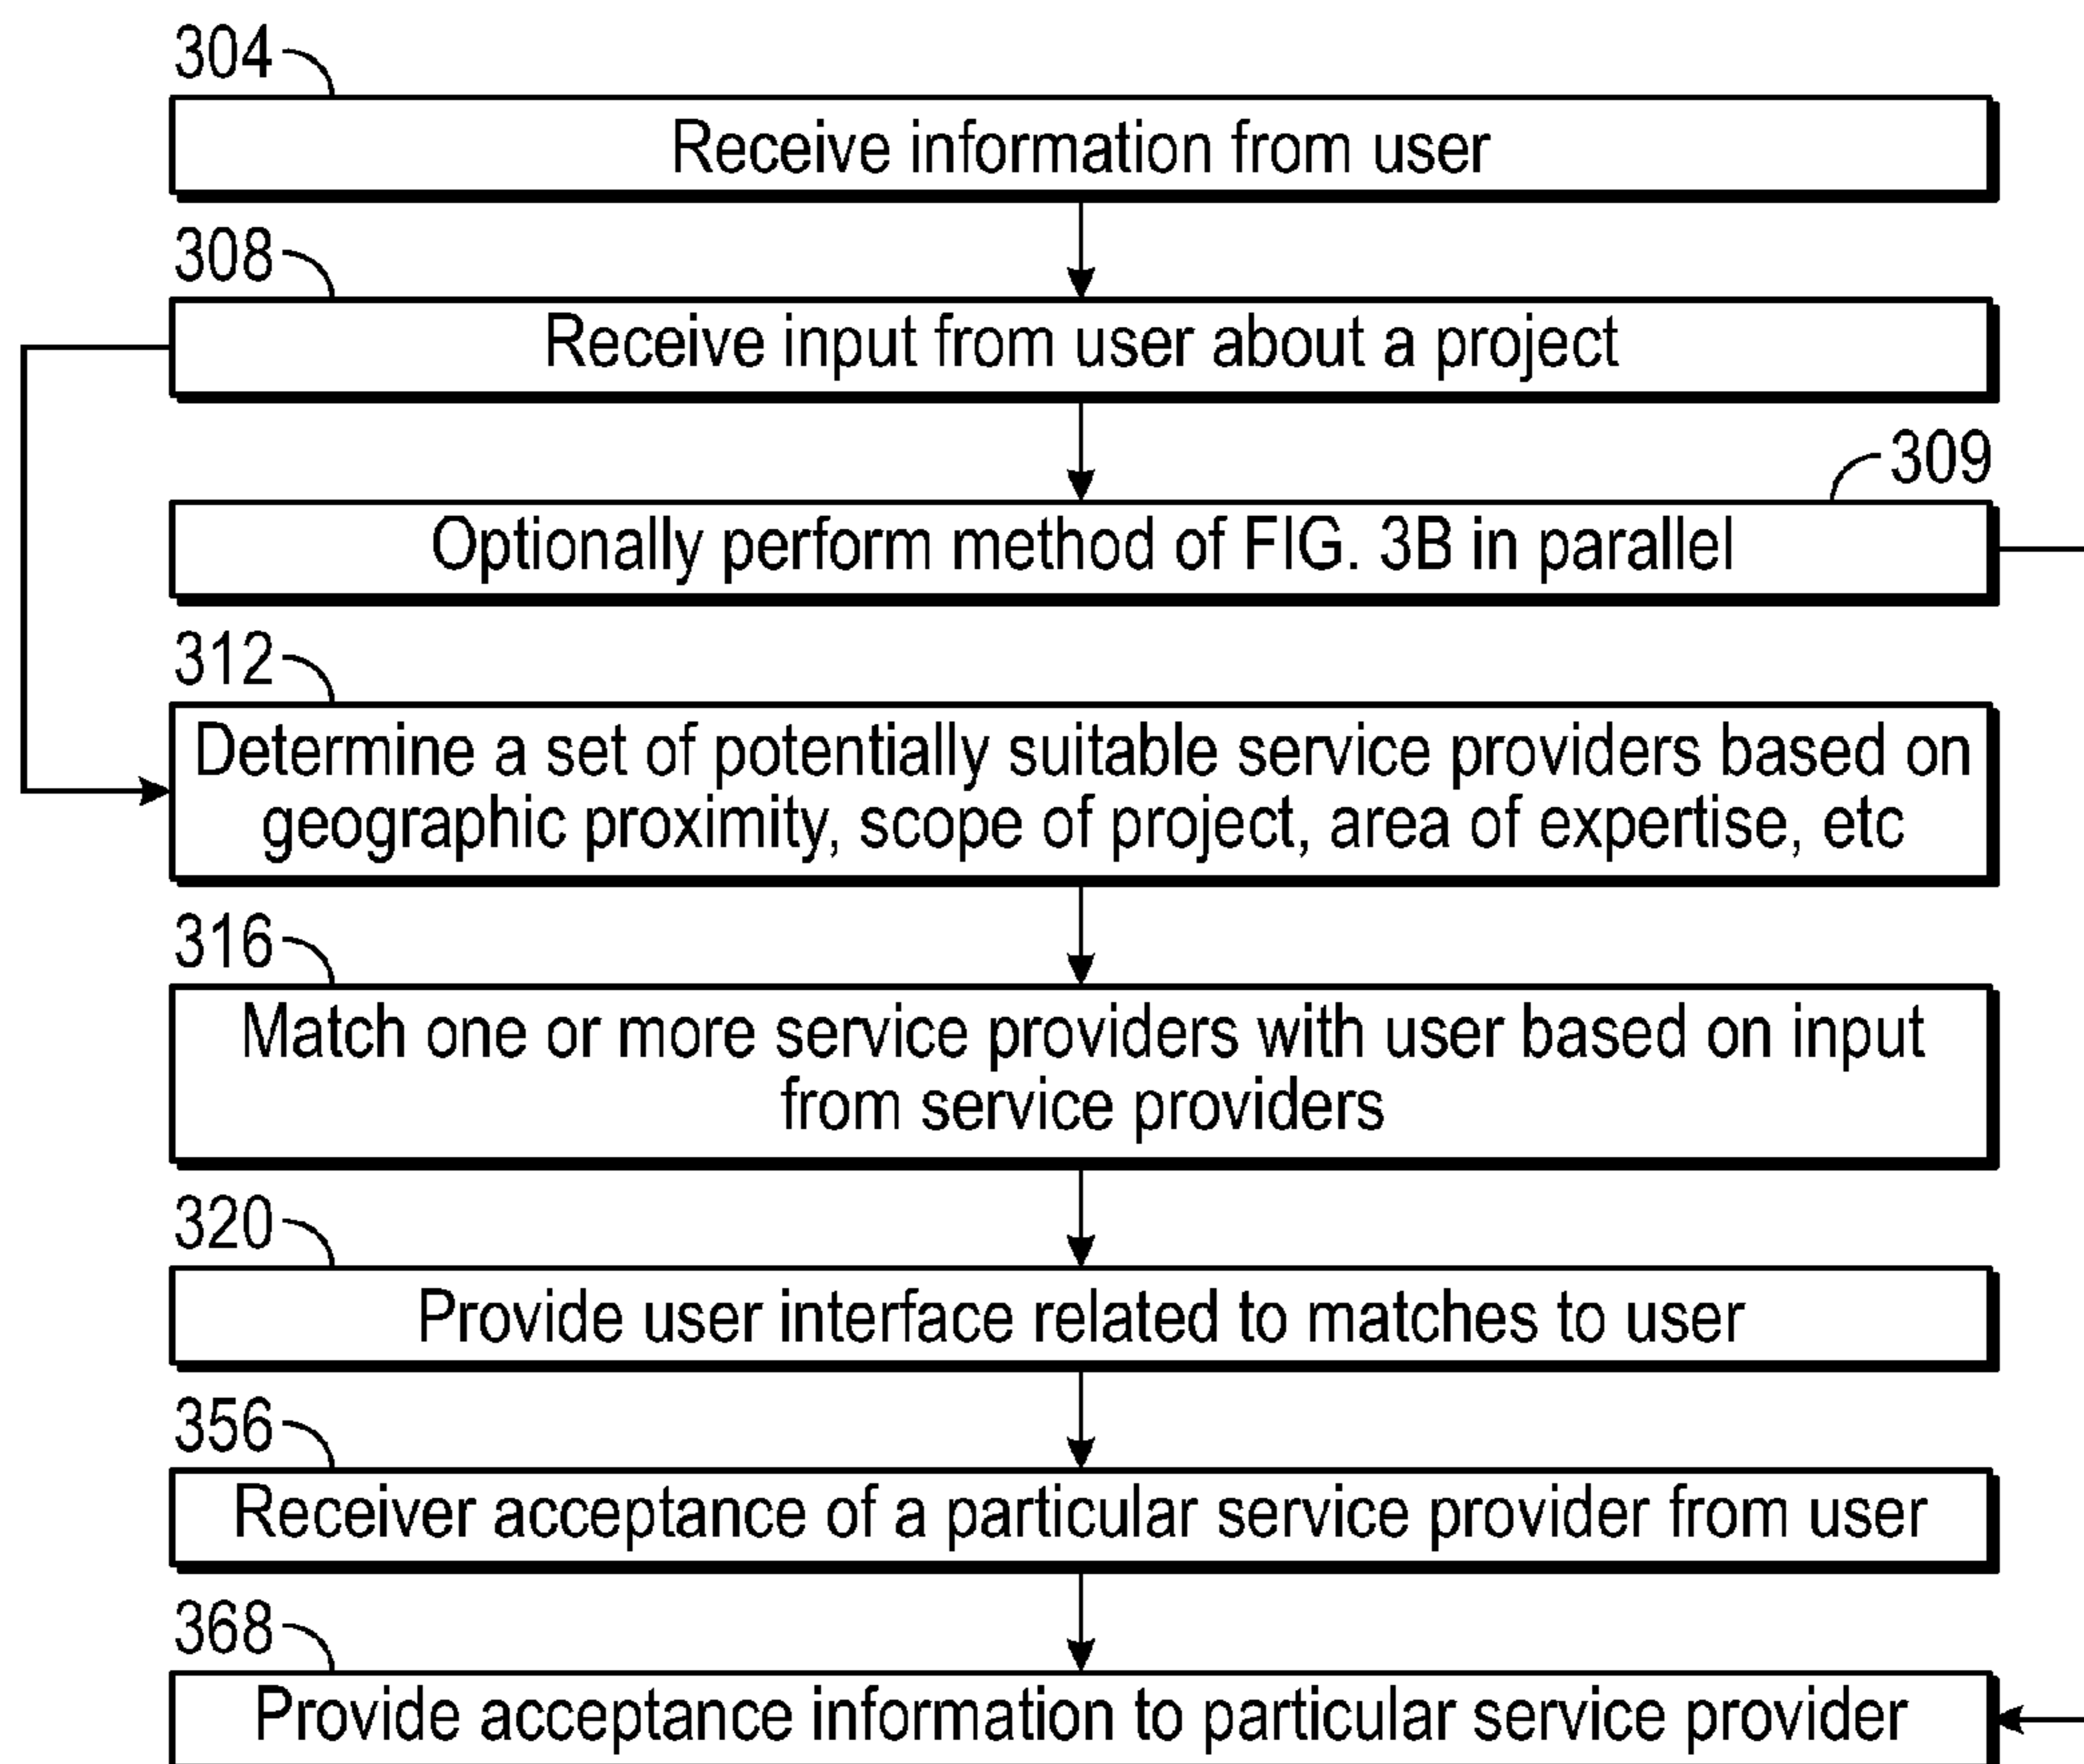 304
Receive information from user
308
Receive input from user about a project
309
Optionally perform method of FIG. 3B in parallel
312
Determine a set of potentially suitable service providers based on
geographic proximity, scope of project, area of expertise, etc
316
Match one or more service providers with user based on input
from service providers
320
Provide user interface related to matches to user
356
Receiver acceptance of a particular service provider from user
368
Provide acceptance information to particular service provider